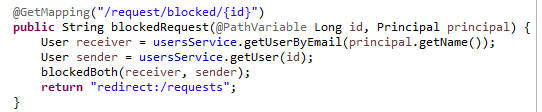 @GetMapping("/request/blocked/{id}")
public String blockedRequest(@PathVariable Long id, Principal principal) {
    User receiver = usersService.getUserByEmail(principal.getName());
    User sender = usersService.getUser(id);
    blockedBoth(receiver, sender);
    return "redirect:/requests";
}